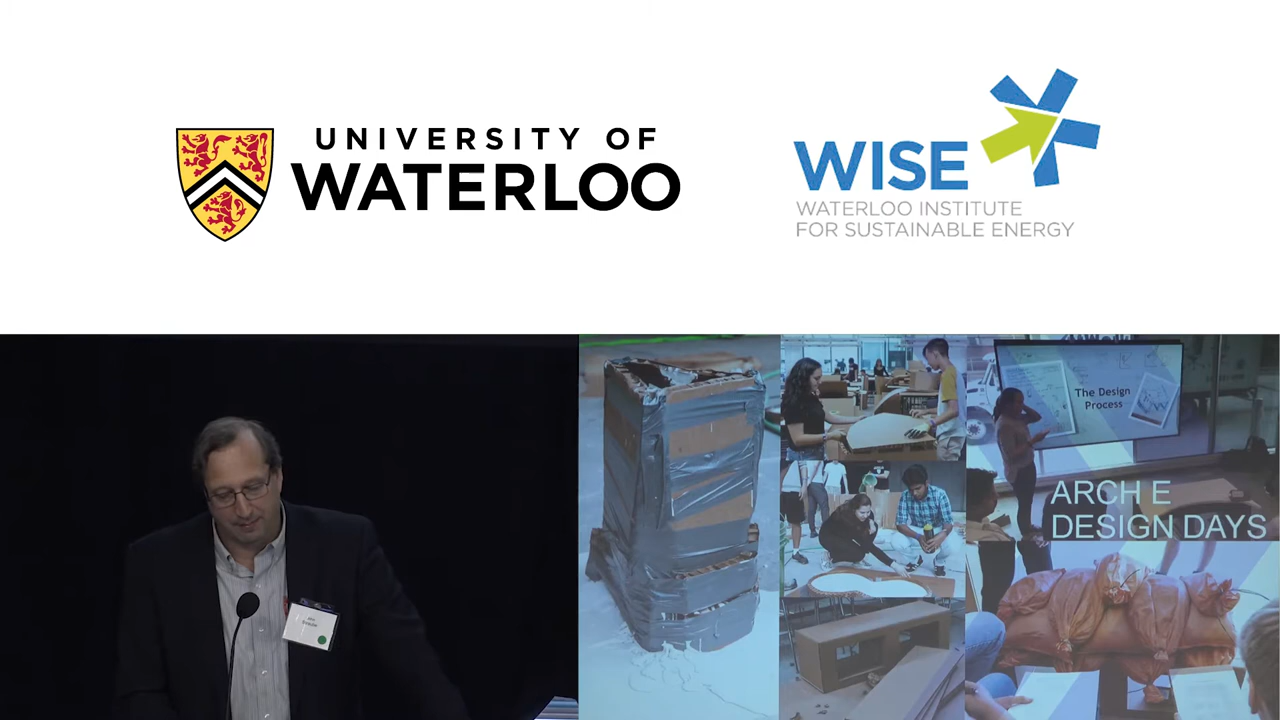 UNIVERSITY OF
WATERLOO
WISE
WATERLOO INSTITUTE
FOR SUSTAINABLE ENERGY
The Design
Process
ARCH E
DESIGN DAYS